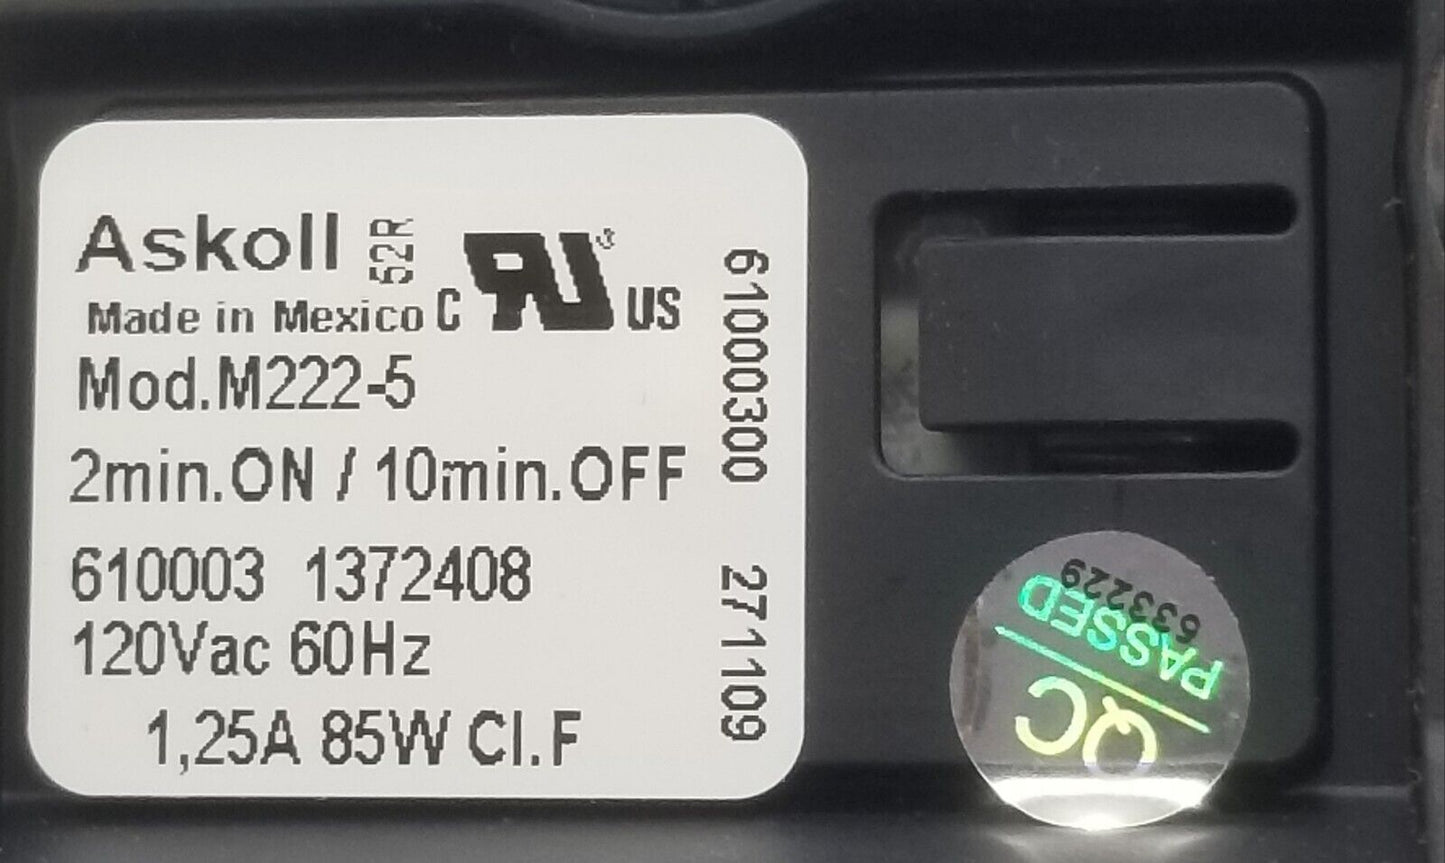 Askoll 52R
Made in Mexico C RU® US
Mod.M222-5
2min.ON / 10min.OFF
610003 1372408
120Vac 60Hz
1,25A 85W Cl.F
61000300 271109
QC
PASSED
633229